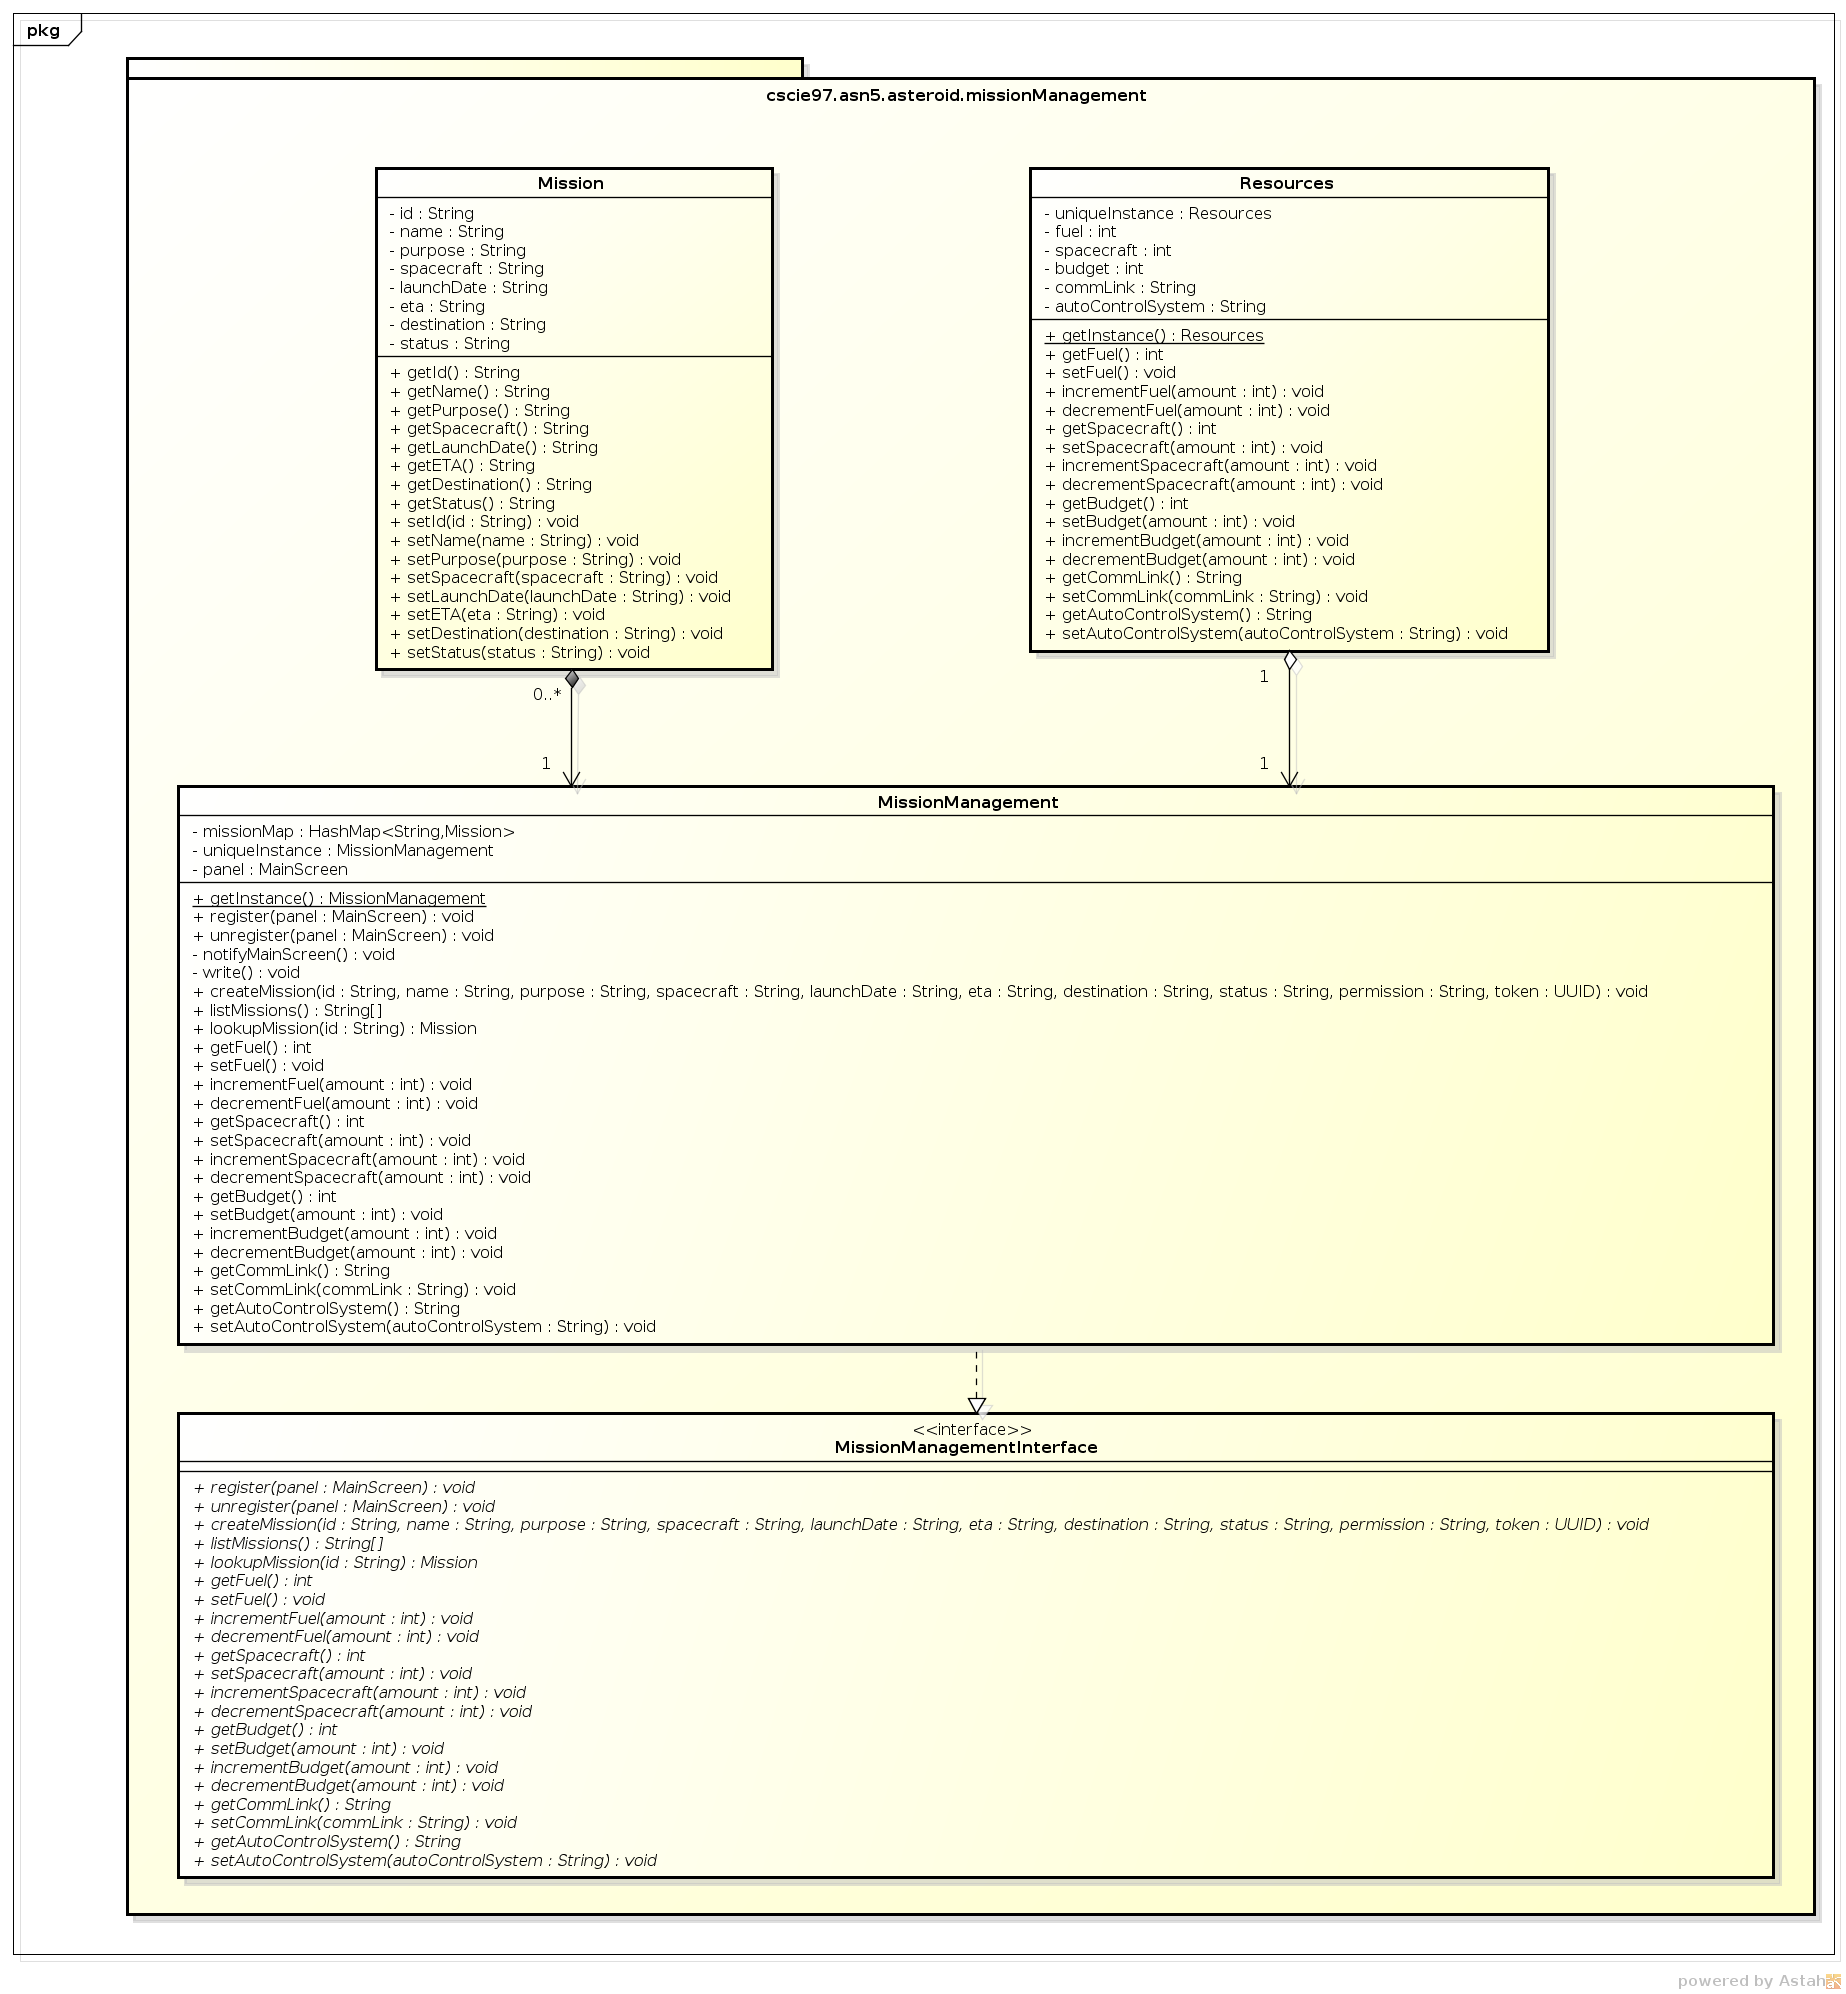 pkg
cscie97.asn5.asteroid.missionManagement
Mission
- id : String
- name : String
- purpose : String
- spacecraft : String
- launchDate : String
- eta : String
- destination : String
- status : String
+ getId() : String
+ getName() : String
+ getPurpose() : String
+ getSpacecraft() : String
+ getLaunchDate() : String
+ getETA() : String
+ getDestination() : String
+ getStatus() : String
+ setId(id : String) : void
+ setName(name : String) : void
+ setPurpose(purpose : String) : void
+ setSpacecraft(spacecraft : String) : void
+ setLaunchDate(launchDate : String) : void
+ setETA(eta : String) : void
+ setDestination(destination : String) : void
+ setStatus(status : String) : void
Resources
- uniqueInstance : Resources
- fuel : int
- spacecraft : int
- budget : int
- commLink : String
- autoControlSystem : String
+ getInstance() : Resources
+ getFuel() : int
+ setFuel() : void
+ incrementFuel(amount : int) : void
+ decrementFuel(amount : int) : void
+ getSpacecraft() : int
+ setSpacecraft(amount : int) : void
+ incrementSpacecraft(amount : int) : void
+ decrementSpacecraft(amount : int) : void
+ getBudget() : int
+ setBudget(amount : int) : void
+ incrementBudget(amount : int) : void
+ decrementBudget(amount : int) : void
+ getCommLink() : String
+ setCommLink(commLink : String) : void
+ getAutoControlSystem() : String
+ setAutoControlSystem(autoControlSystem : String) : void
0..*
1
1
1
MissionManagement
- missionMap : HashMap<String,Mission>
- uniqueInstance : MissionManagement
- panel : MainScreen
+ getInstance() : MissionManagement
+ register(panel : MainScreen) : void
+ unregister(panel : MainScreen) : void
- notifyMainScreen() : void
- write() : void
+ createMission(id : String, name : String, purpose : String, spacecraft : String, launchDate : String, eta : String, destination : String, status : String, permission : String, token : UUID) : void
+ listMissions() : String[]
+ lookupMission(id : String) : Mission
+ getFuel() : int
+ setFuel() : void
+ incrementFuel(amount : int) : void
+ decrementFuel(amount : int) : void
+ getSpacecraft() : int
+ setSpacecraft(amount : int) : void
+ incrementSpacecraft(amount : int) : void
+ decrementSpacecraft(amount : int) : void
+ getBudget() : int
+ setBudget(amount : int) : void
+ incrementBudget(amount : int) : void
+ decrementBudget(amount : int) : void
+ getCommLink() : String
+ setCommLink(commLink : String) : void
+ getAutoControlSystem() : String
+ setAutoControlSystem(autoControlSystem : String) : void
<<interface>>
MissionManagementInterface
+ register(panel : MainScreen) : void
+ unregister(panel : MainScreen) : void
+ createMission(id : String, name : String, purpose : String, spacecraft : String, launchDate : String, eta : String, destination : String, status : String, permission : String, token : UUID) : void
+ listMissions() : String[]
+ lookupMission(id : String) : Mission
+ getFuel() : int
+ setFuel() : void
+ incrementFuel(amount : int) : void
+ decrementFuel(amount : int) : void
+ getSpacecraft() : int
+ setSpacecraft(amount : int) : void
+ incrementSpacecraft(amount : int) : void
+ decrementSpacecraft(amount : int) : void
+ getBudget() : int
+ setBudget(amount : int) : void
+ incrementBudget(amount : int) : void
+ decrementBudget(amount : int) : void
+ getCommLink() : String
+ setCommLink(commLink : String) : void
+ getAutoControlSystem() : String
+ setAutoControlSystem(autoControlSystem : String) : void
powered by Astah